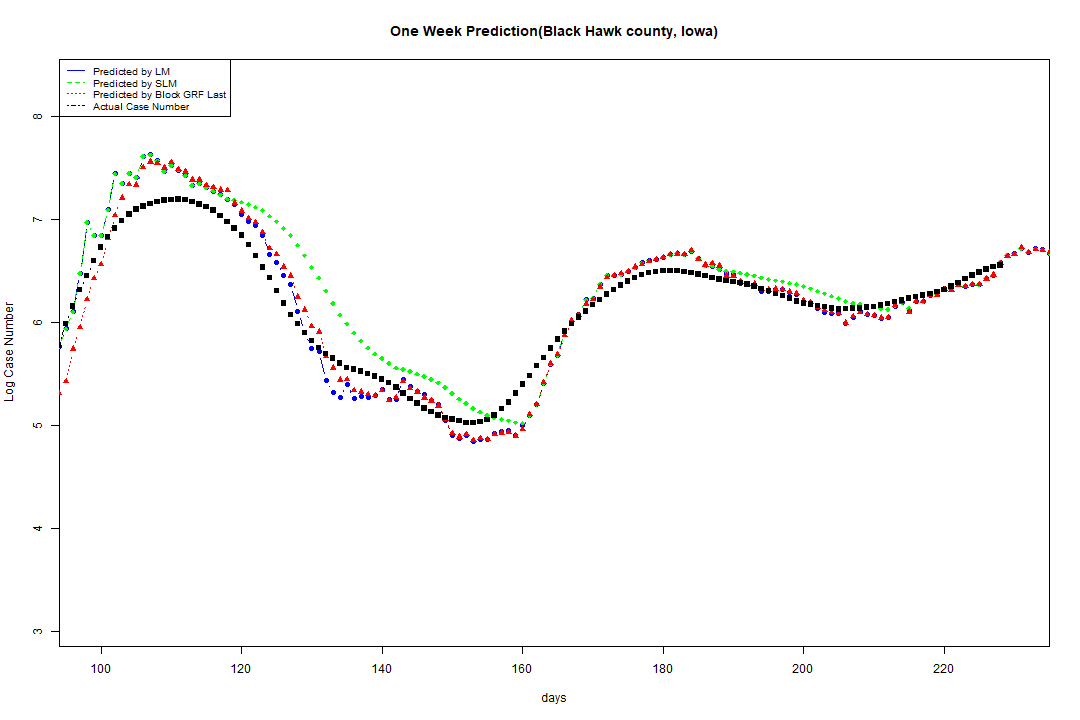 One Week Prediction(Black Hawk county, Iowa)
Predicted by LM
Predicted by SLM
Predicted by Block GRF Last
Actual Case Number
8
7
6
5
4
3
Log Case Number
100 120 140 160 180 200 220
days